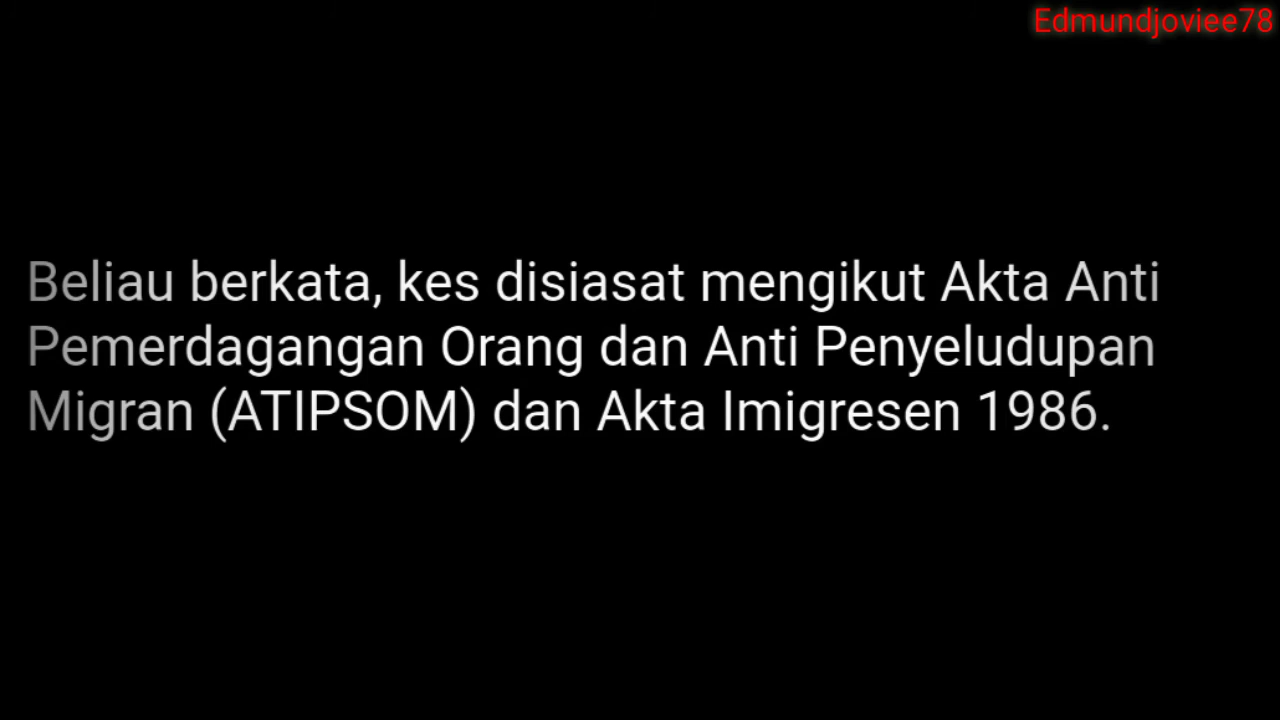 Edmundjoviee78
Beliau berkata, kes disiasat mengikut Akta Anti
Pemerdagangan Orang dan Anti Penyeludupan
Migran (ATIPSOM) dan Akta Imigresen 1986.